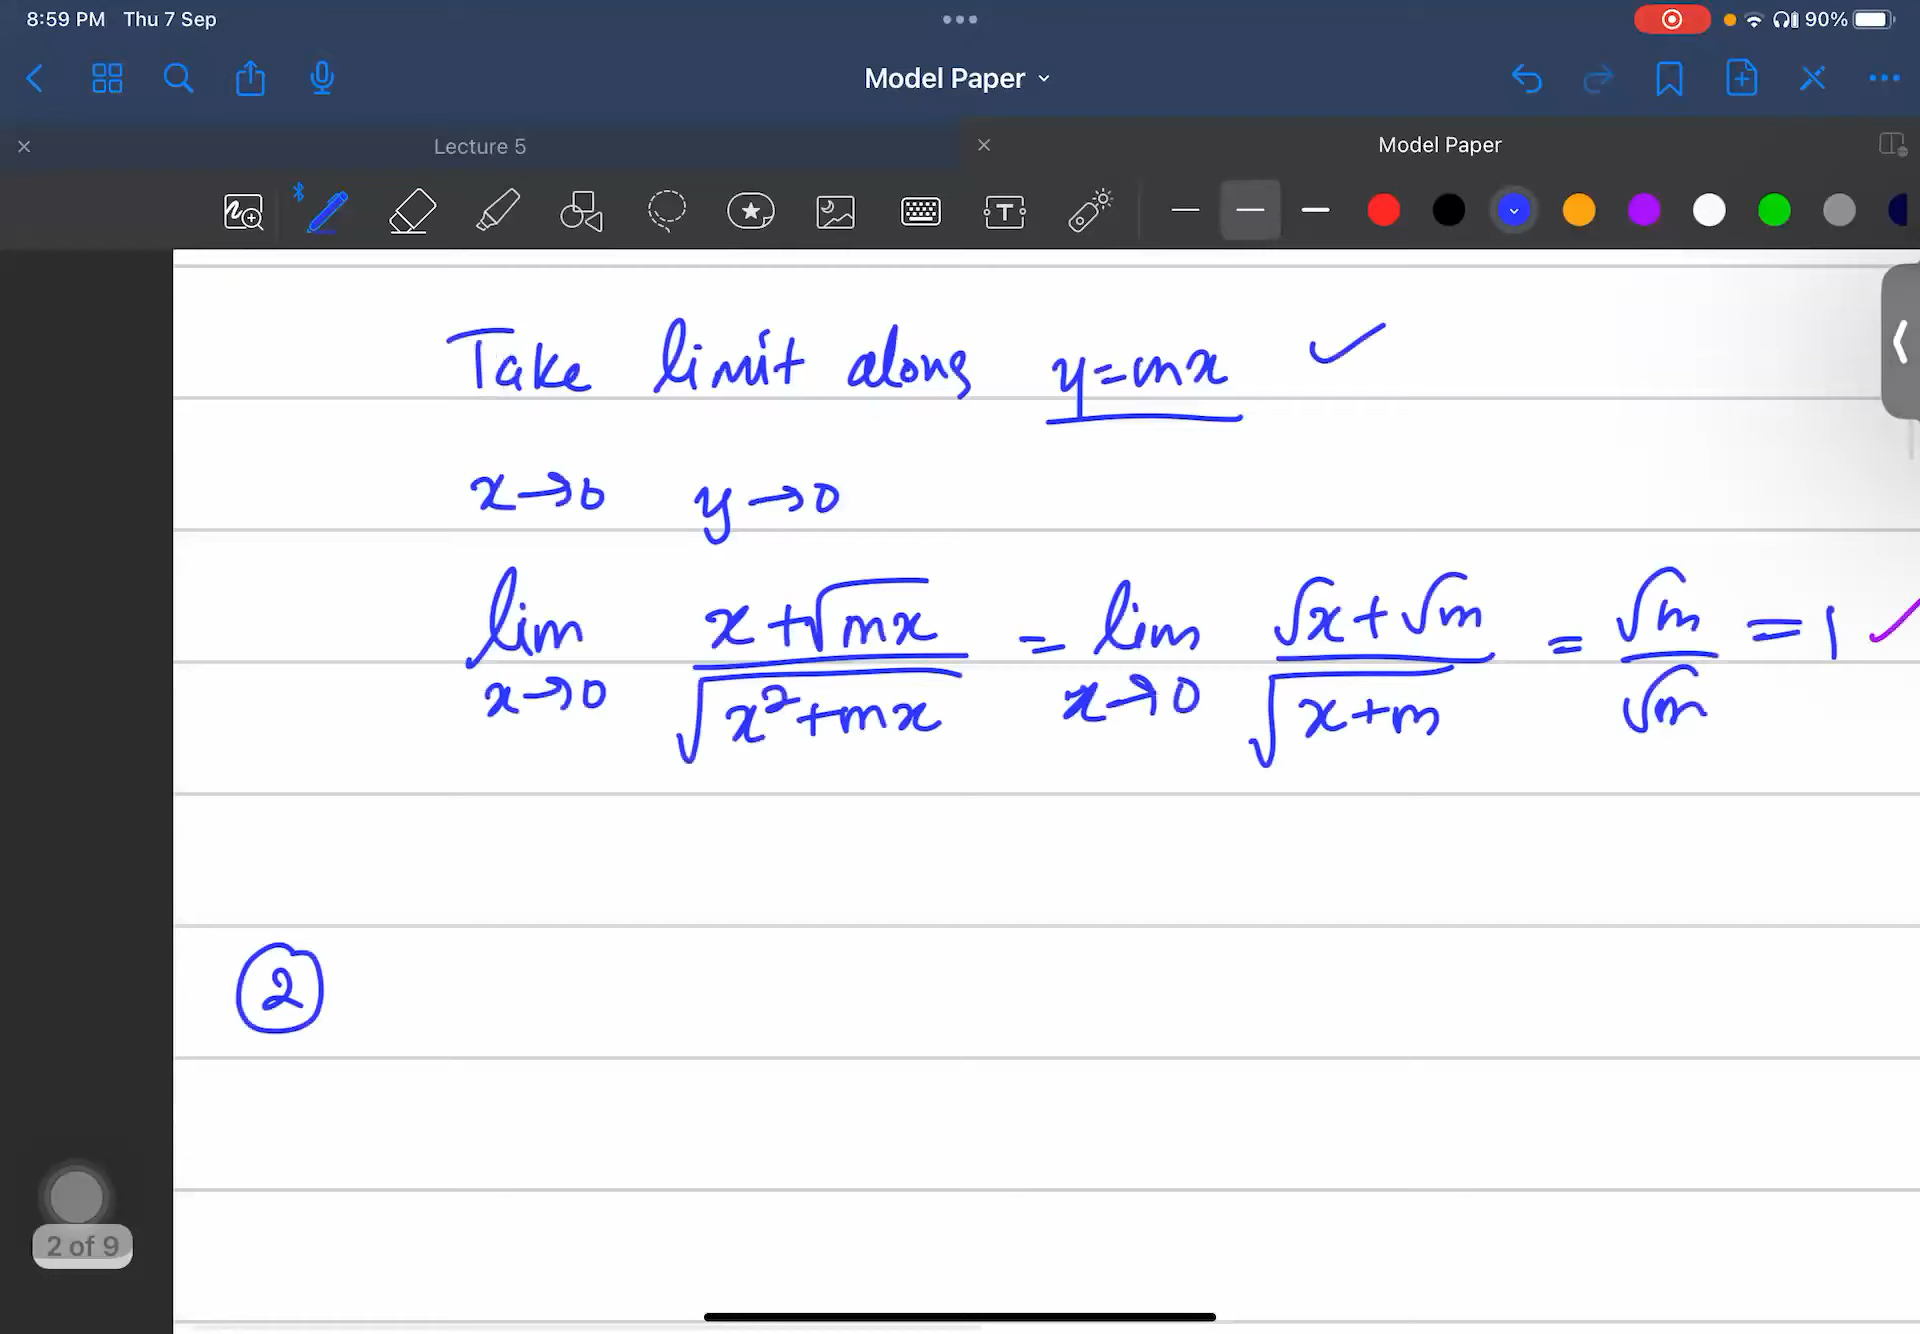 8:59 PM Thu 7 Sep 90%
Model Paper
Lecture 5 Model Paper
Take limit along y=mx ✓
x→0 y→0
lim x→0 (x+√(mx))/√(x²+mx) = lim x→0 (√x+√m)/√(x+m) = √m/√m = 1 ✓
②
2 of 9